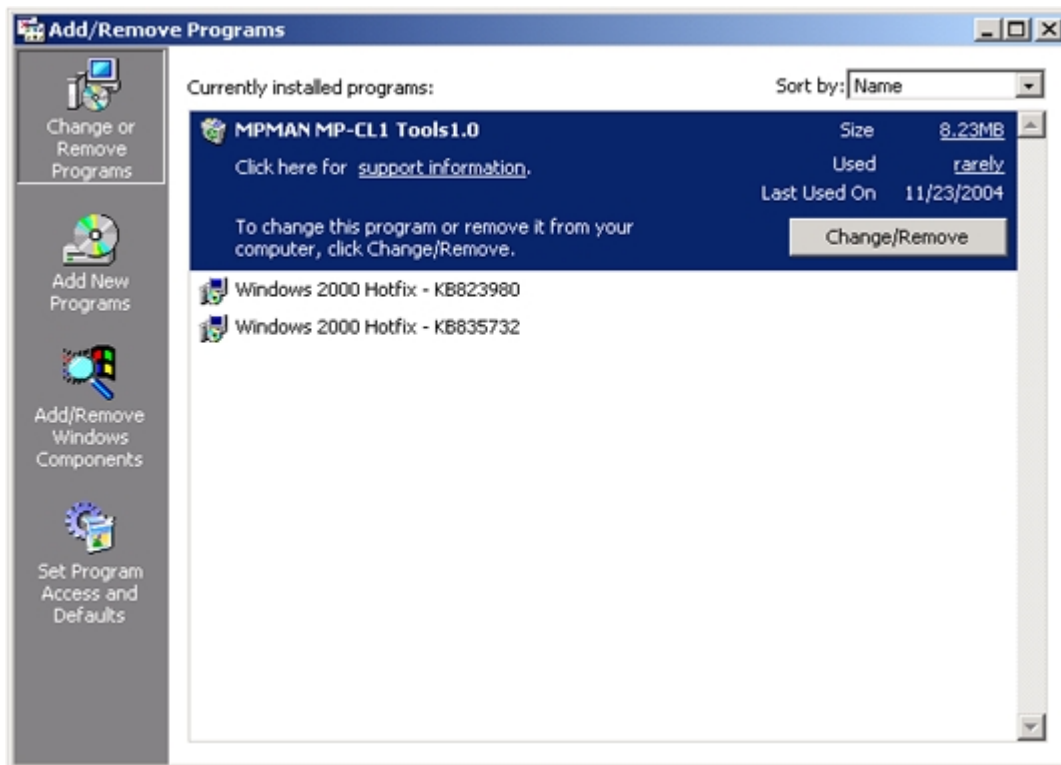 Add/Remove Programs
Change or
Remove
Programs
Add New
Programs
Add/Remove
Windows
Components
Set Program
Access and
Defaults
Currently installed programs:
Sort by: Name
MPMAN MP-CL1 Tools1.0
Size 8.23MB
Click here for support information.
Used rarely
Last Used On 11/23/2004
To change this program or remove it from your
computer, click Change/Remove.
Change/Remove
Windows 2000 Hotfix - KB823980
Windows 2000 Hotfix - KB835732